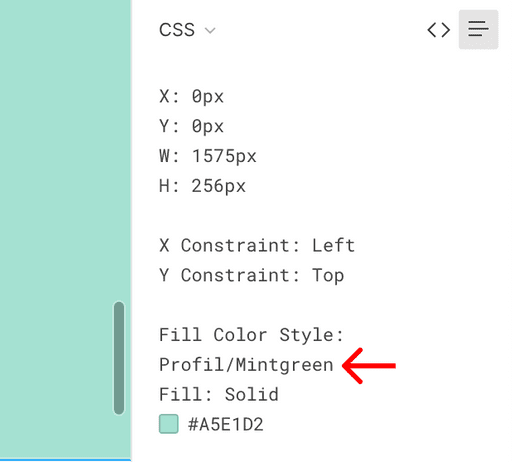 CSS
X: 0px
Y: 0px
W: 1575px
H: 256px
X Constraint: Left
Y Constraint: Top
Fill Color Style:
Profil/Mintgreen
Fill: Solid
#A5E1D2